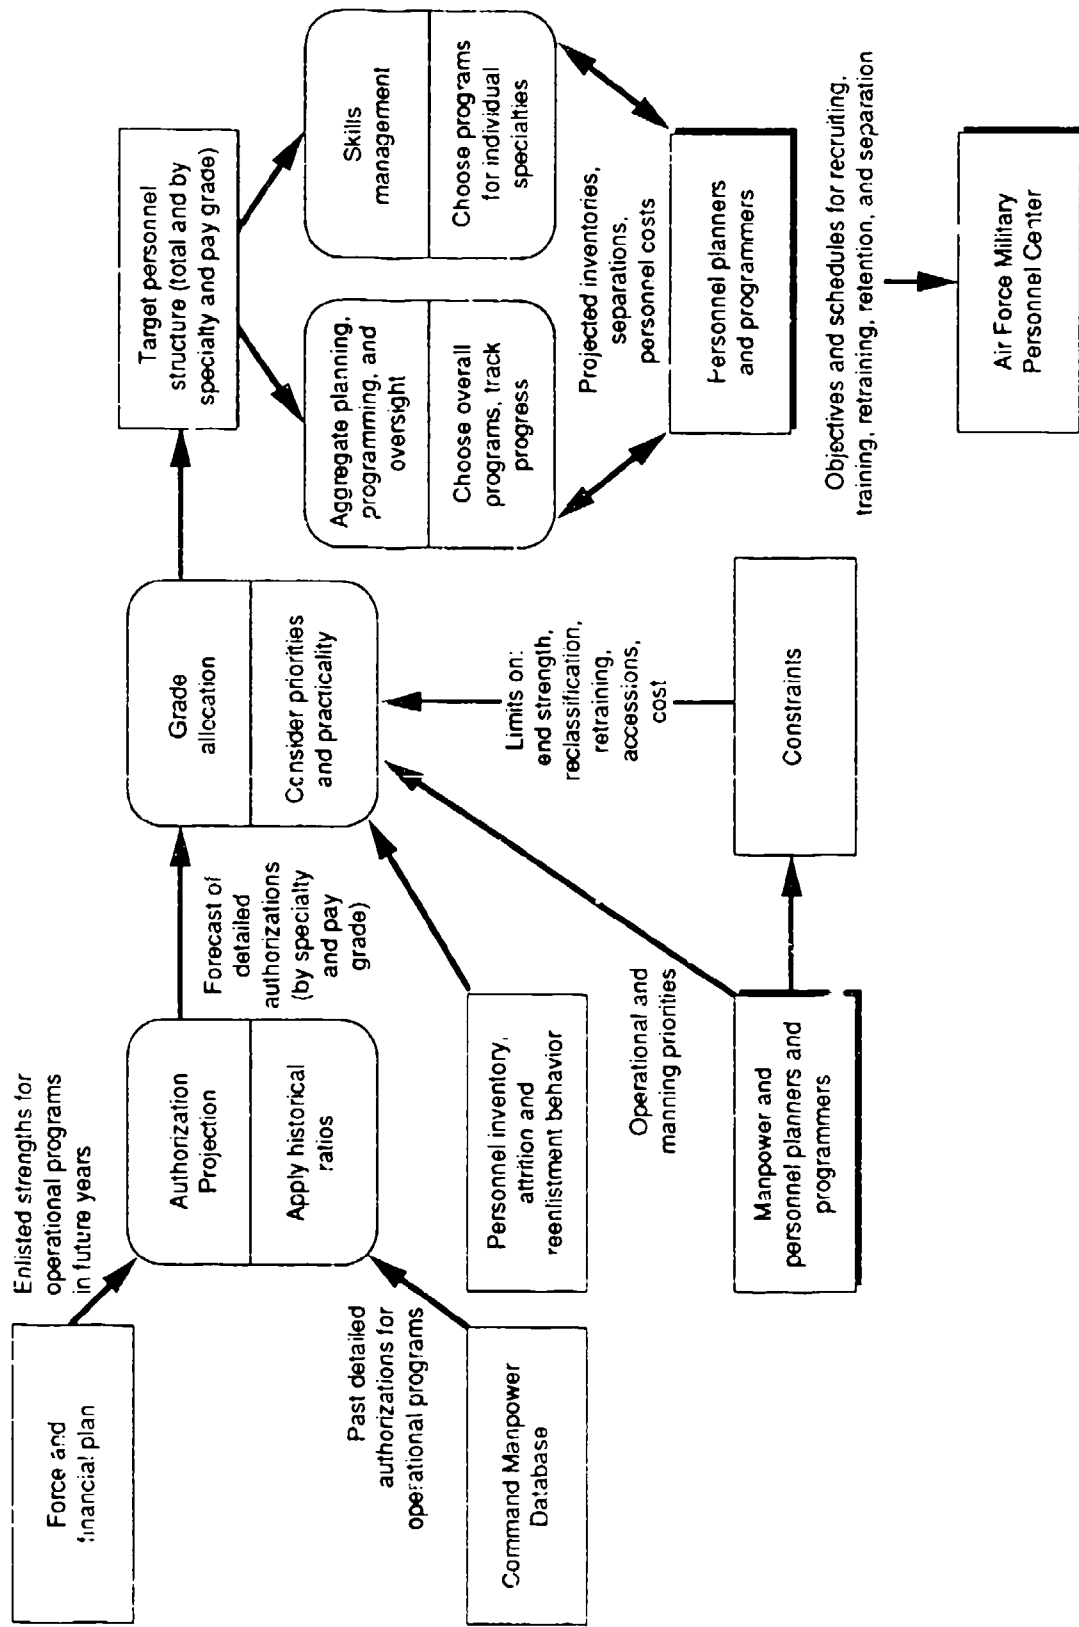 Force and
financial plan
Enlisted strengths for
operational programs
in future years
Authorization
Projection
Apply historical
ratios
Past detailed
authorizations for
operational programs
Command Manpower
Database
Forecast of
detailed
authorizations
(by specialty
and pay
grade)
Grade
allocation
Consider priorities
and practicality
Personnel inventory,
attrition and
reenlistment behavior
Operational and
manning priorities
Manpower and
personnel planners and
programmers
Limits on:
end strength,
reclassification,
retraining,
accessions,
cost
Constraints
Target personnel
structure (total and by
specialty and pay grade)
Aggregate planning,
programming, and
oversight
Choose overall
programs, track
progress
Skills
management
Choose programs
for individual
specialties
Projected inventories,
separations,
personnel costs
Personnel planners
and programmers
Objectives and schedules for recruiting,
training, retraining, retention, and separation
Air Force Military
Personnel Center